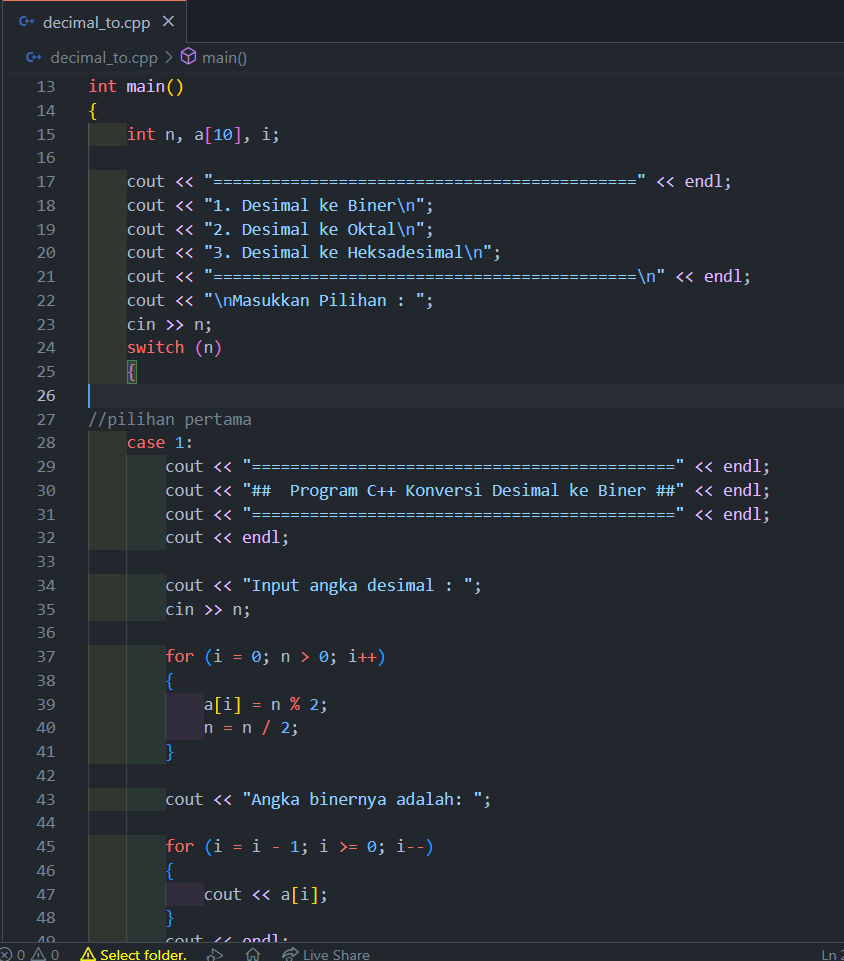 decimal_to.cpp
decimal_to.cpp > main()
13 int main()
14 {
15 int n, a[10], i;
16
17 cout << "============================================" << endl;
18 cout << "1. Desimal ke Biner\n";
19 cout << "2. Desimal ke Oktal\n";
20 cout << "3. Desimal ke Heksadesimal\n";
21 cout << "============================================\n" << endl;
22 cout << "\nMasukkan Pilihan : ";
23 cin >> n;
24 switch (n)
25 {
26
27 //pilihan pertama
28 case 1:
29 cout << "============================================" << endl;
30 cout << "##  Program C++ Konversi Desimal ke Biner ##" << endl;
31 cout << "============================================" << endl;
32 cout << endl;
33
34 cout << "Input angka desimal : ";
35 cin >> n;
36
37 for (i = 0; n > 0; i++)
38 {
39 a[i] = n % 2;
40 n = n / 2;
41 }
42
43 cout << "Angka binernya adalah: ";
44
45 for (i = i - 1; i >= 0; i--)
46 {
47 cout << a[i];
48 }
49 cout << endl;
0 0 Select folder. Live Share